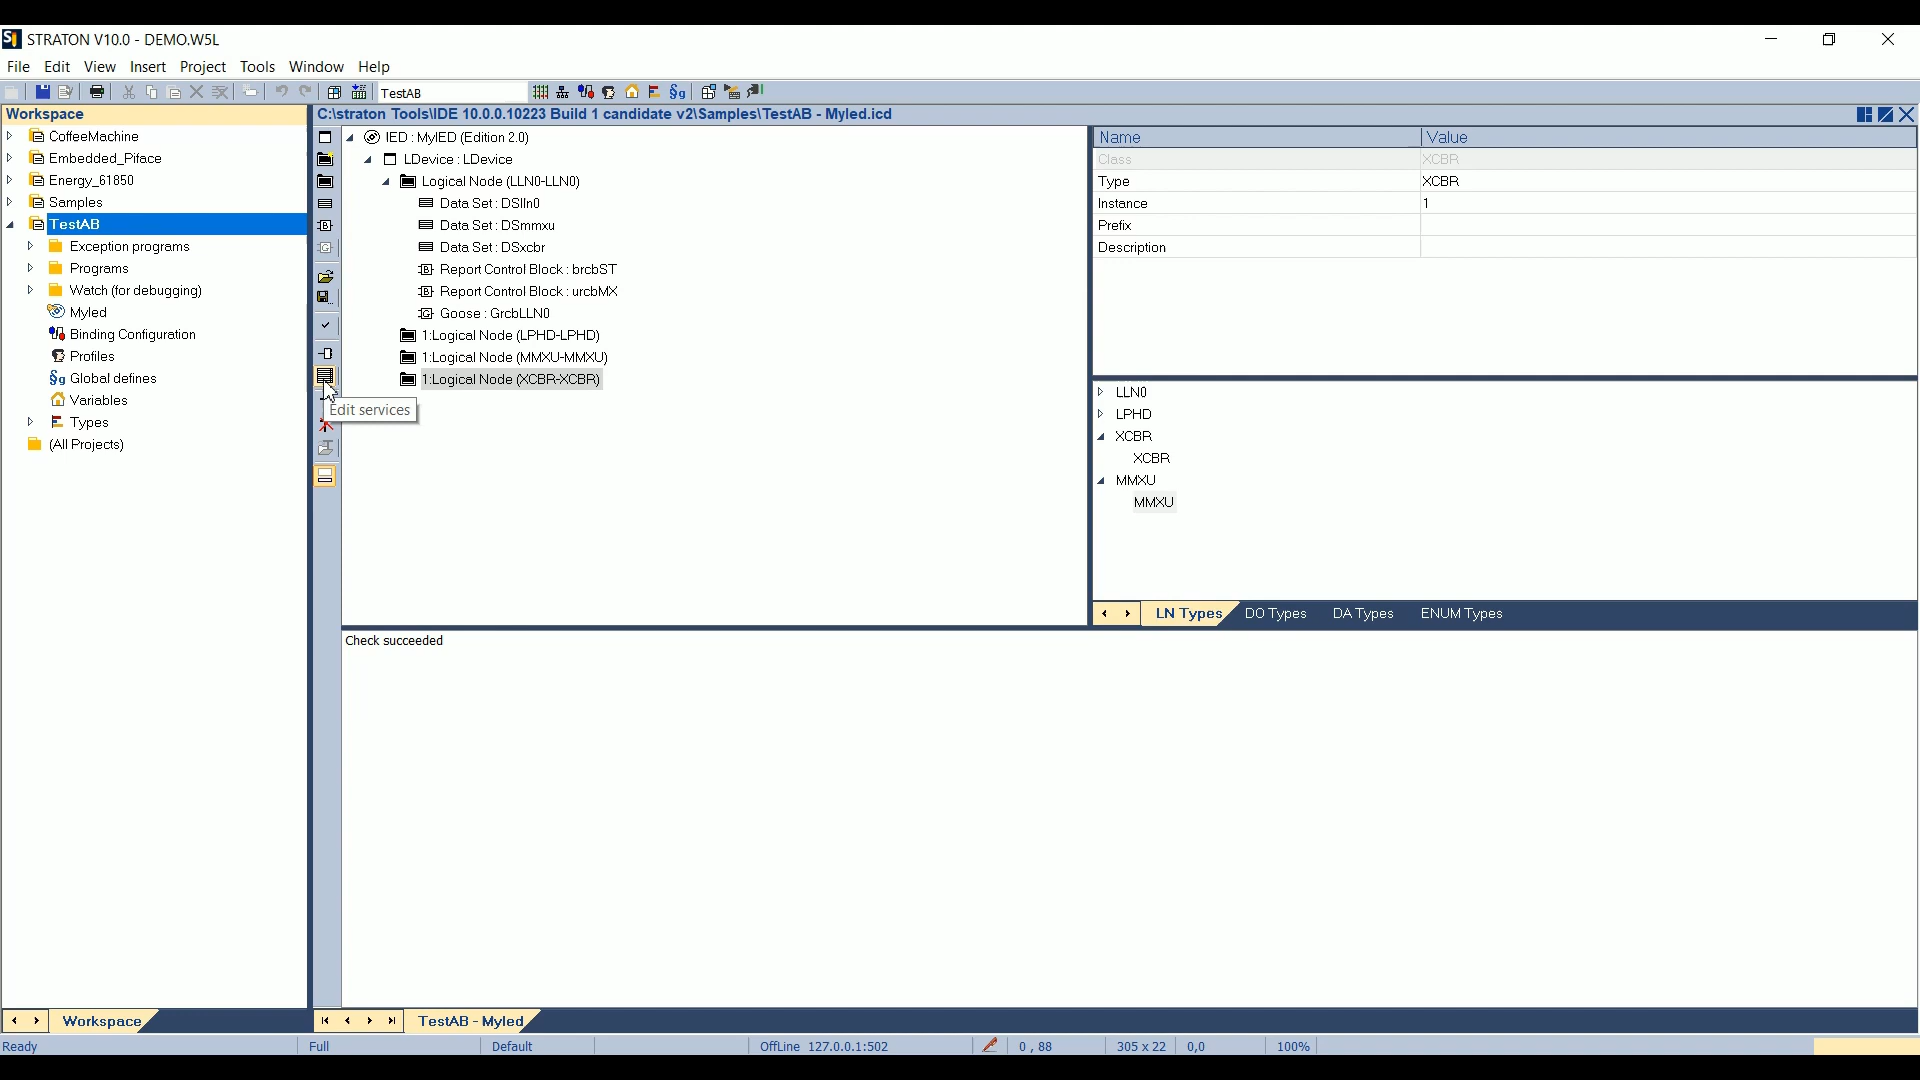 STRATON V10.0 - DEMO.W5L
File Edit View Insert Project Tools Window Help
TestAB
Workspace
C:\straton Tools\IDE 10.0.0.10223 Build 1 candidate v2\Samples\TestAB - MyIed.icd
CoffeeMachine
Embedded_Piface
Energy_61850
Samples
TestAB
Exception programs
Programs
Watch (for debugging)
MyIed
Binding Configuration
Profiles
Global defines
Variables
Types
(All Projects)
IED : MyIED (Edition 2.0)
LDevice : LDevice
Logical Node (LLN0-LLN0)
Data Set : DSlln0
Data Set : DSmmxu
Data Set : DSxcbr
Report Control Block : brcbST
Report Control Block : urcbMX
Goose : GrcbLLN0
1:Logical Node (LPHD-LPHD)
1:Logical Node (MMXU-MMXU)
1:Logical Node (XCBR-XCBR)
Edit services
Name Value
Class XCBR
Type XCBR
Instance 1
Prefix
Description
LLN0
LPHD
XCBR
XCBR
MMXU
MMXU
LN Types DO Types DA Types ENUM Types
Check succeeded
Workspace
TestAB - MyIed
Ready Full Default OffLine 127.0.0.1:502 0 , 88 305 x 22 0,0 100%